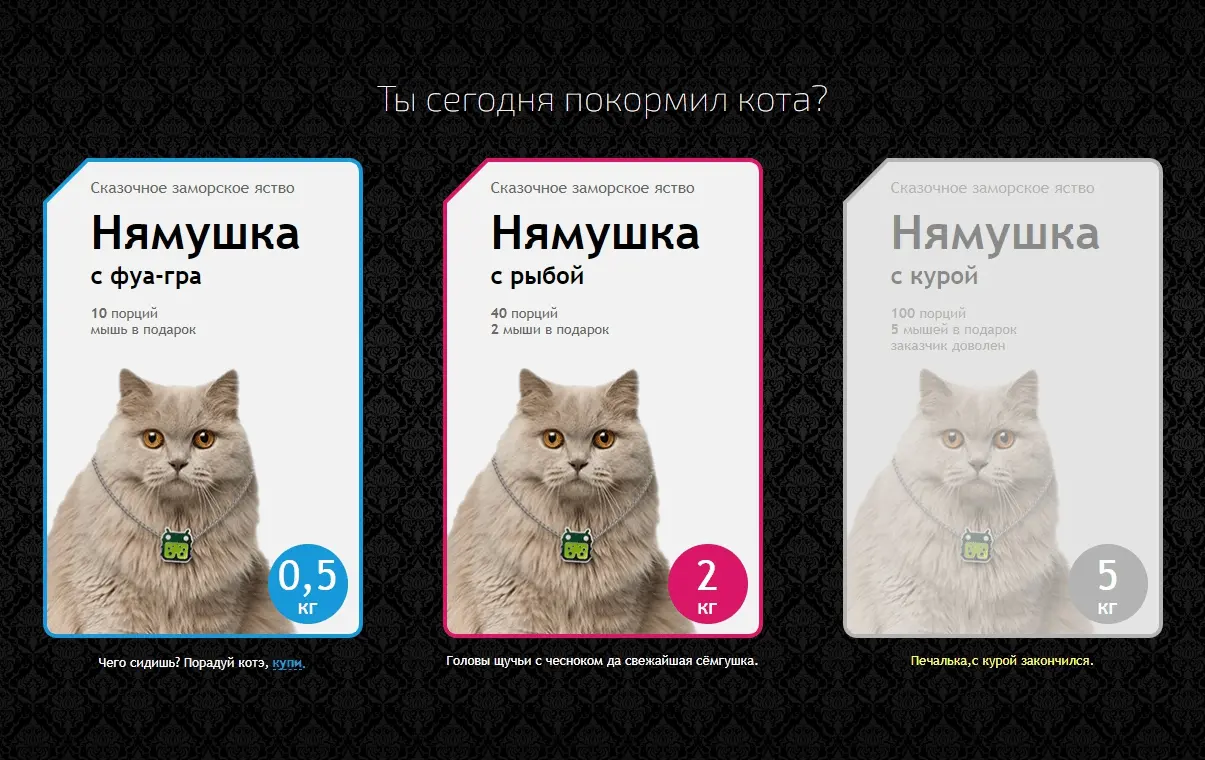 Ты сегодня покормил кота?
Сказочное заморское яство
Нямушка
с фуа-гра
10 порций
мышь в подарок
0,5
кг
Чего сидишь? Порадуй котэ, купи.
Сказочное заморское яство
Нямушка
с рыбой
40 порций
2 мыши в подарок
2
кг
Головы щучьи с чесноком да свежайшая сёмгушка.
Сказочное заморское яство
Нямушка
с курой
100 порций
5 мышей в подарок
заказчик доволен
5
кг
Печалька,с курой закончился.